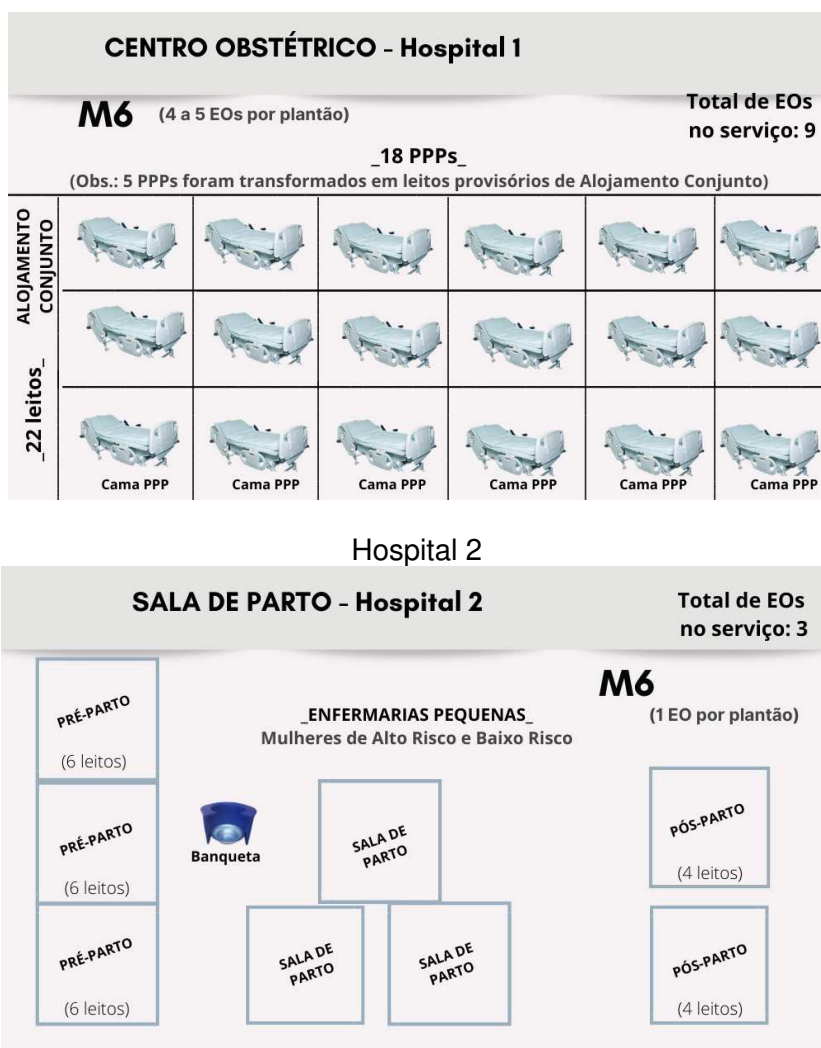 CENTRO OBSTÉTRICO - Hospital 1
M6 (4 a 5 EOs por plantão)
Total de EOs
no serviço: 9
_18 PPPs_
(Obs.: 5 PPPs foram transformados em leitos provisórios de Alojamento Conjunto)
ALOJAMENTO
CONJUNTO
_22 leitos_
Cama PPP Cama PPP Cama PPP Cama PPP Cama PPP Cama PPP
Hospital 2
SALA DE PARTO - Hospital 2
Total de EOs
no serviço: 3
M6
(1 EO por plantão)
_ENFERMARIAS PEQUENAS_
Mulheres de Alto Risco e Baixo Risco
PRÉ-PARTO
(6 leitos)
PRÉ-PARTO
(6 leitos)
PRÉ-PARTO
(6 leitos)
Banqueta
SALA DE
PARTO
SALA DE
PARTO
SALA DE
PARTO
PÓS-PARTO
(4 leitos)
PÓS-PARTO
(4 leitos)